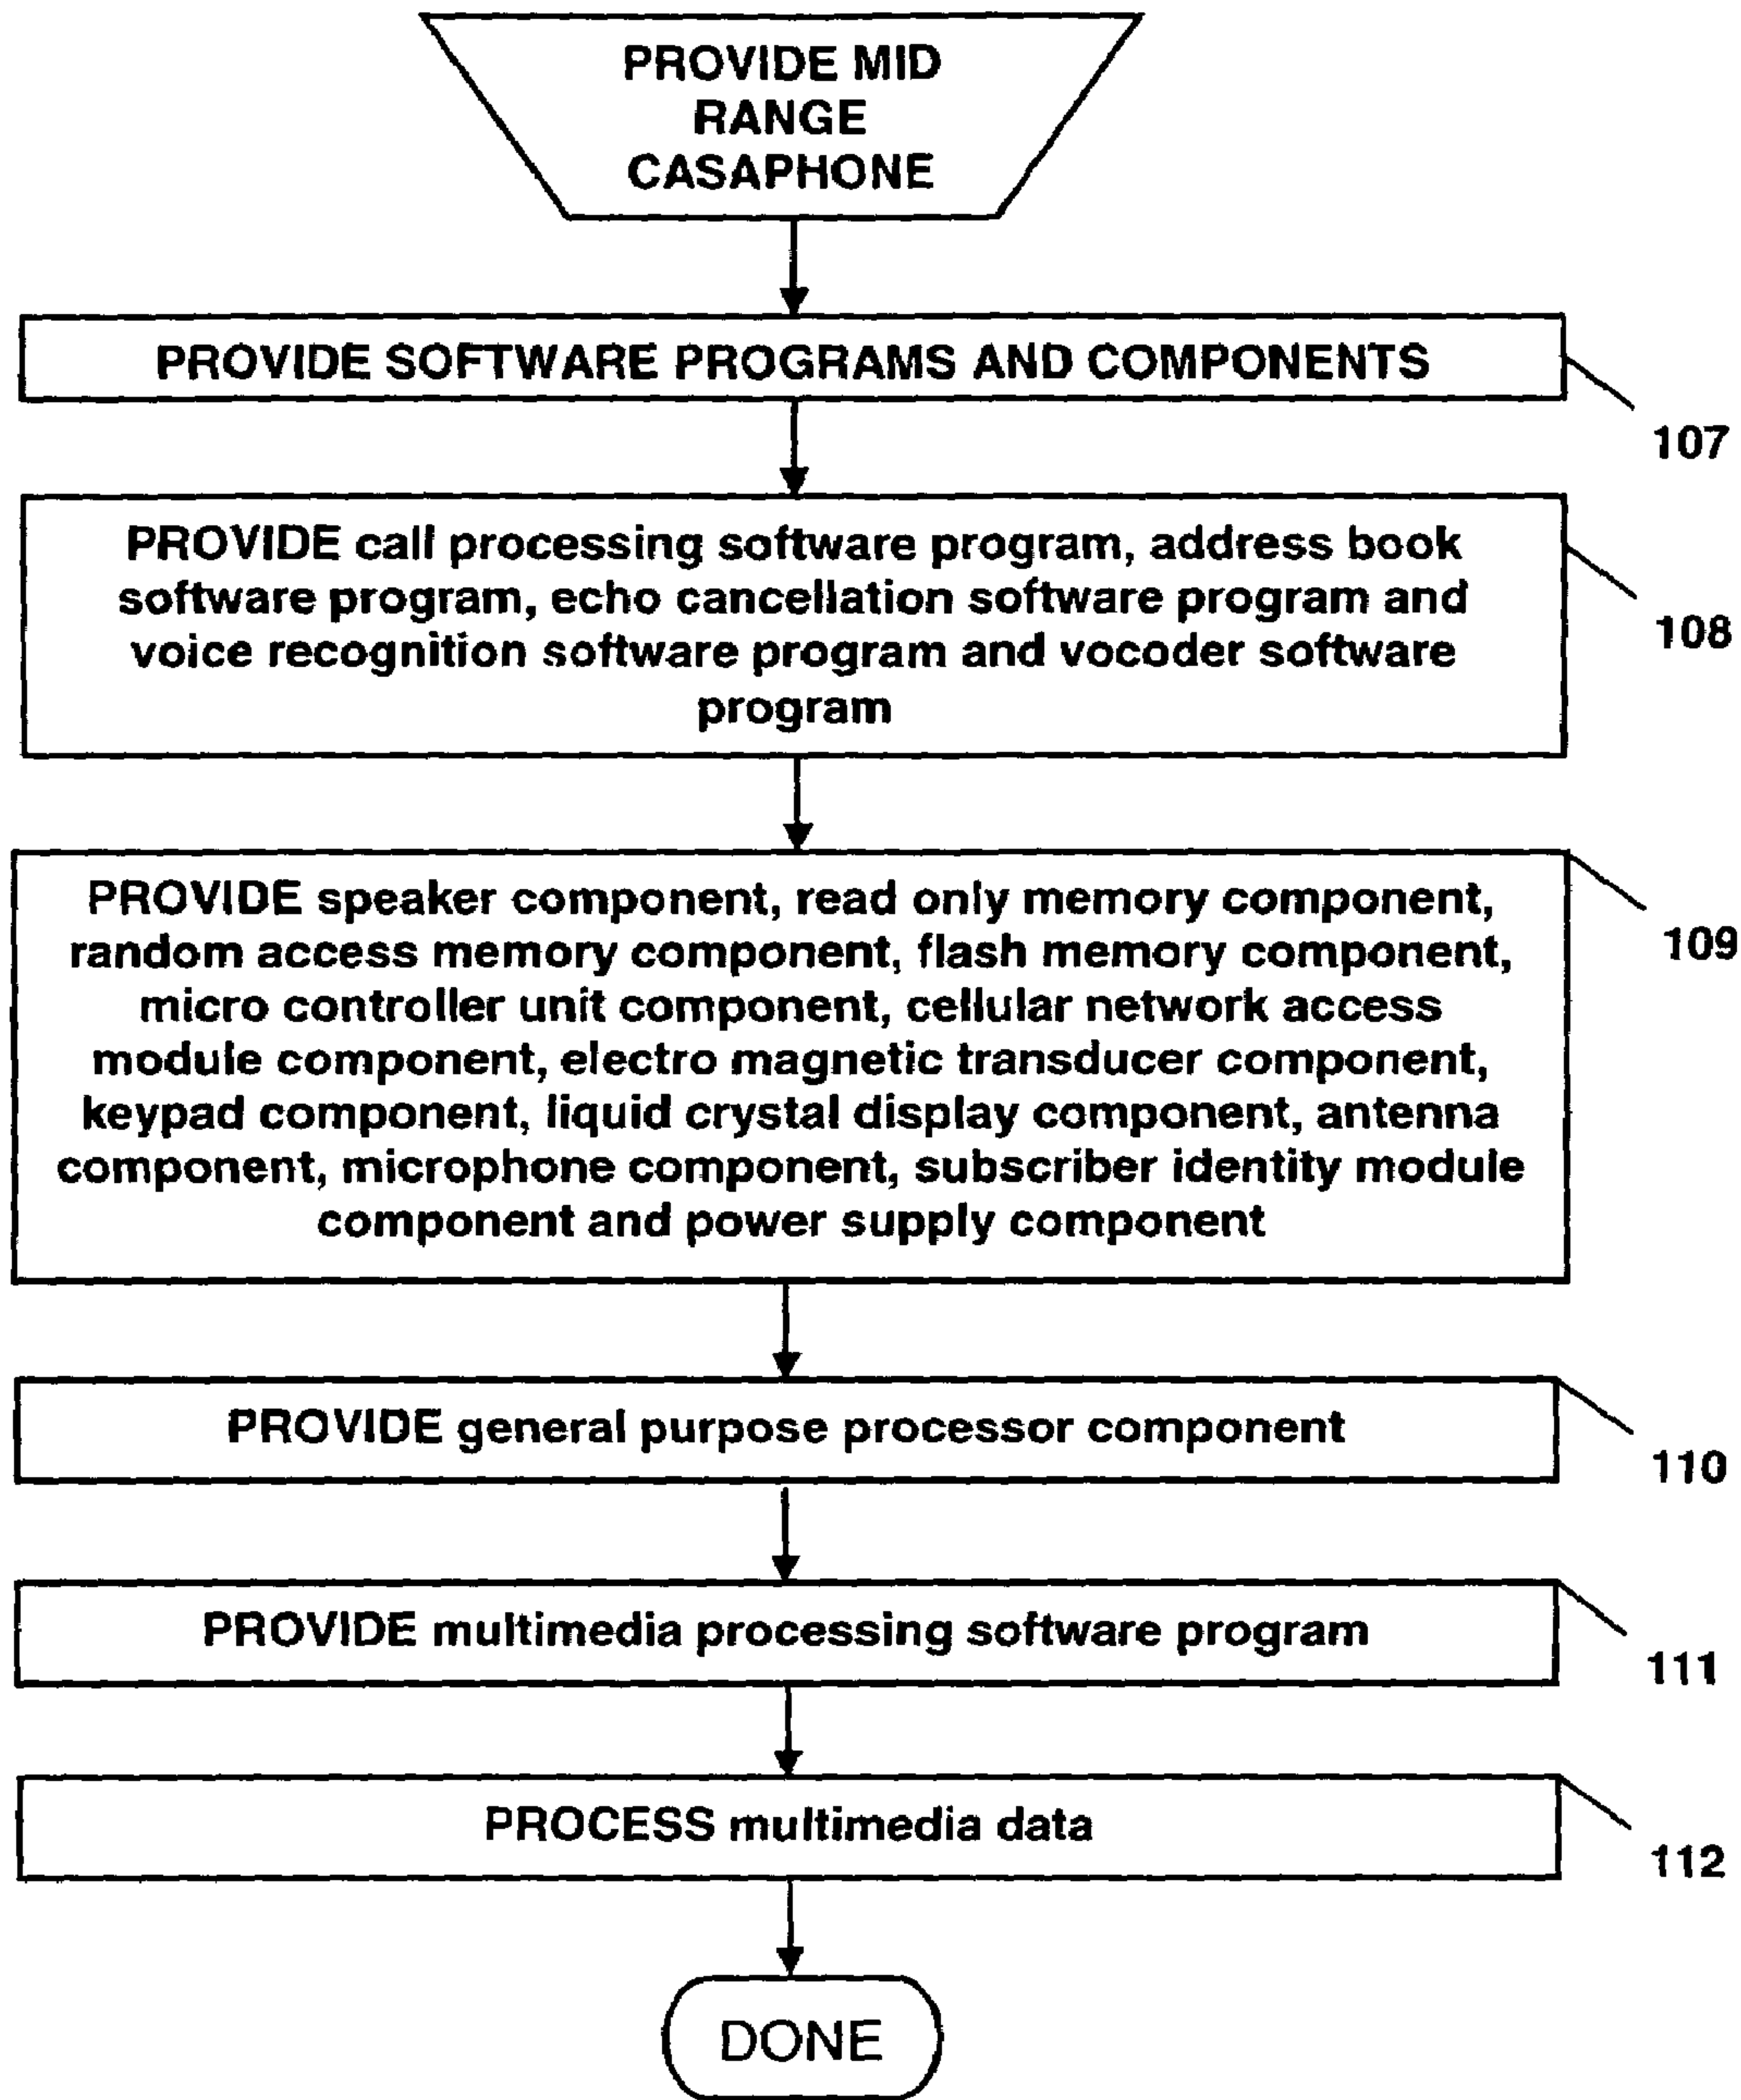 PROVIDE MID
RANGE
CASAPHONE
PROVIDE SOFTWARE PROGRAMS AND COMPONENTS
107
PROVIDE call processing software program, address book
software program, echo cancellation software program and
voice recognition software program and vocoder software
program
108
PROVIDE speaker component, read only memory component,
random access memory component, flash memory component,
micro controller unit component, cellular network access
module component, electro magnetic transducer component,
keypad component, liquid crystal display component, antenna
component, microphone component, subscriber identity module
component and power supply component
109
PROVIDE general purpose processor component
110
PROVIDE multimedia processing software program
111
PROCESS multimedia data
112
DONE